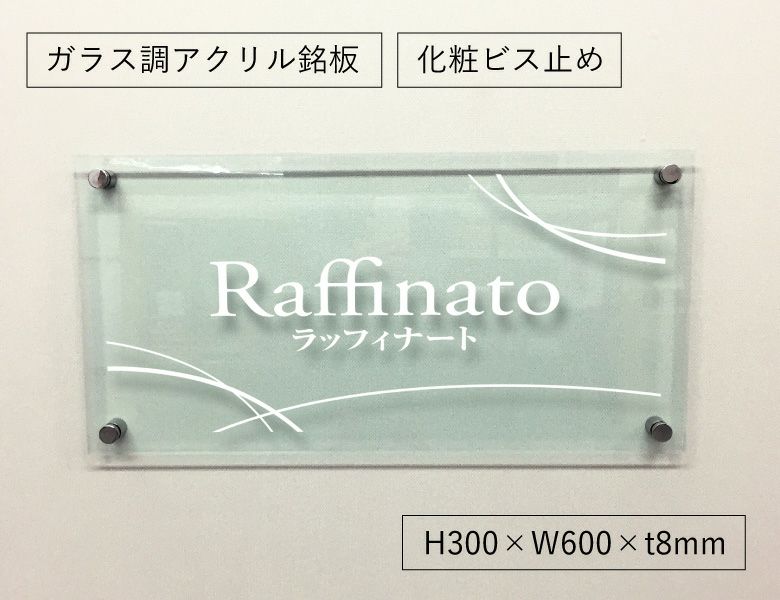 ガラス調アクリル銘板
化粧ビス止め
Raffinato
ラッフィナート
H300×W600×t8mm